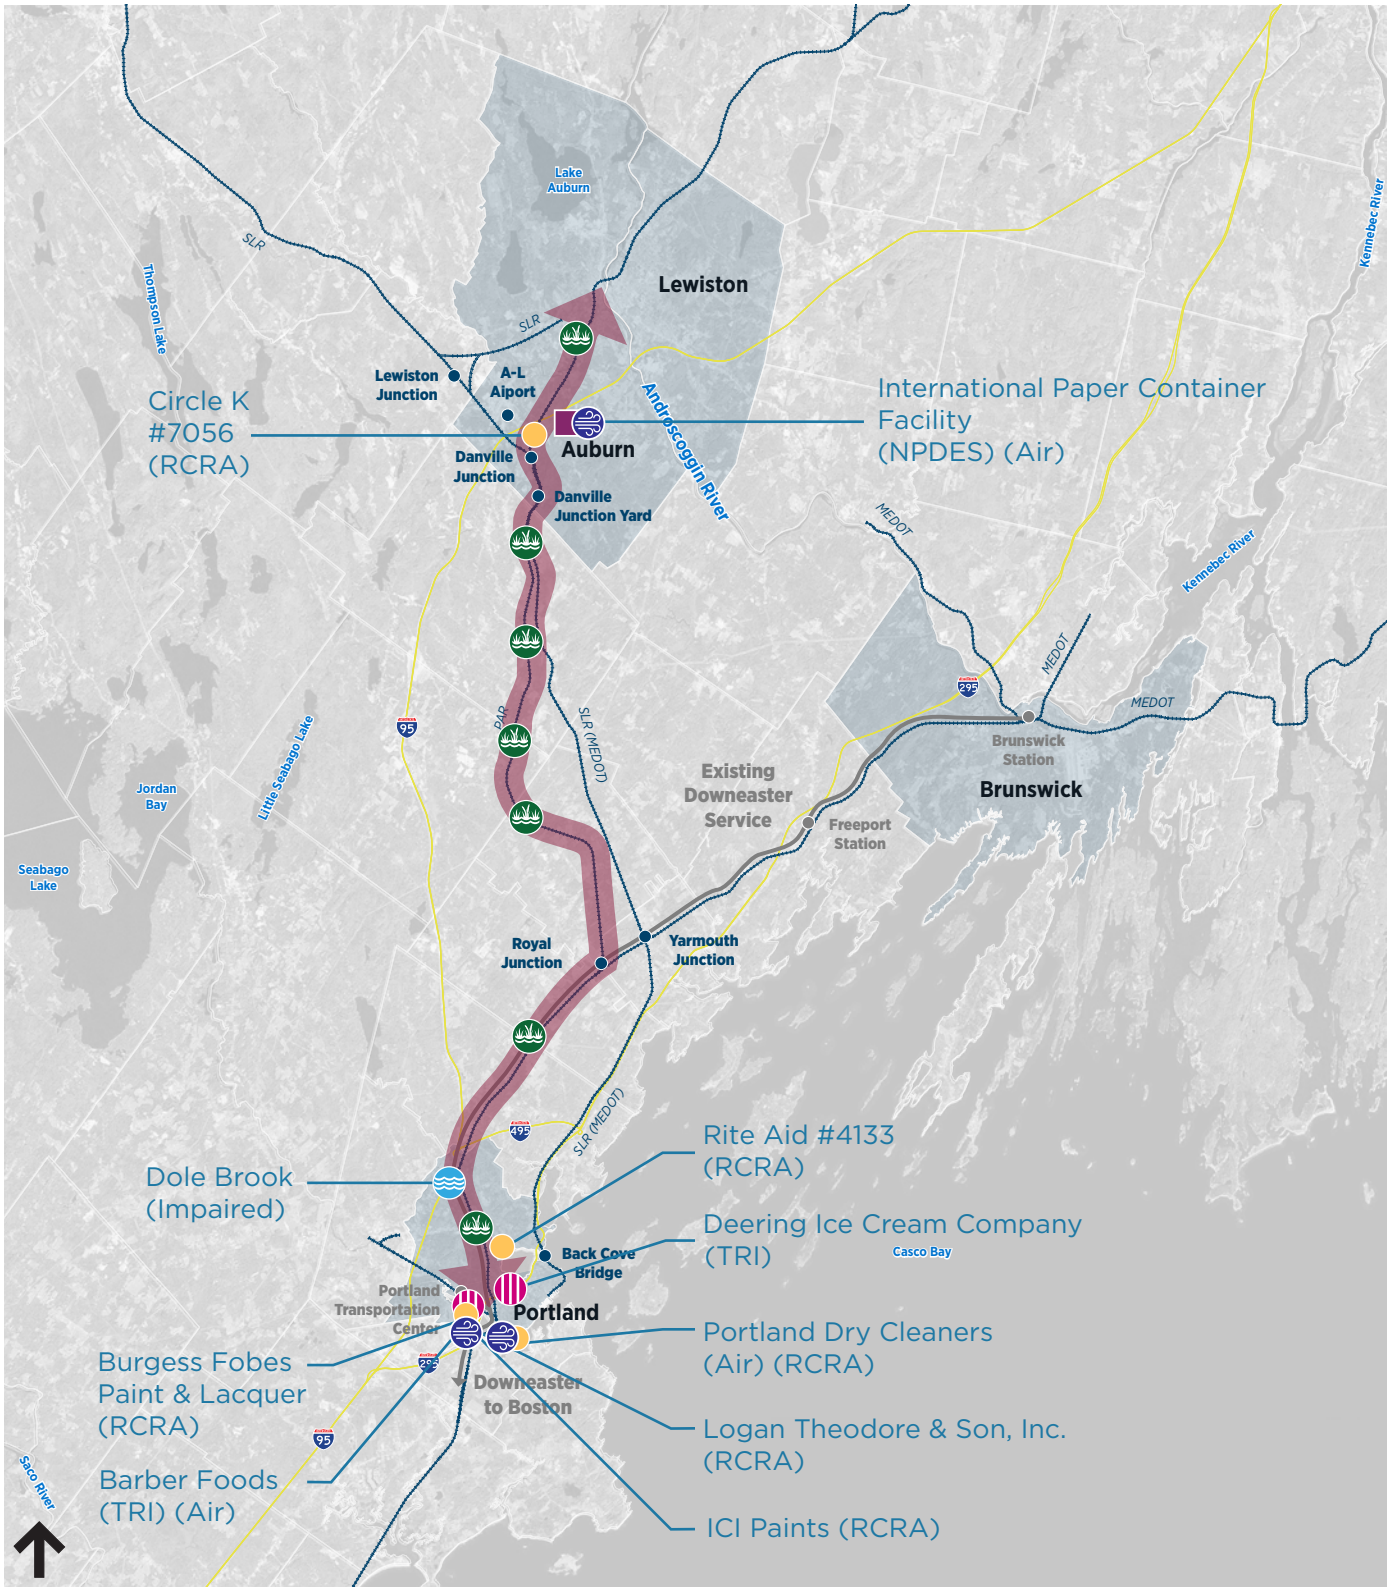 Lake
Auburn
Kennebec River
SLR
Thompson Lake
Lewiston
SLR
Lewiston
Junction
A-L
Aiport
Circle K
#7056
(RCRA)
International Paper Container
Facility
(NPDES) (Air)
Androscoggin River
Auburn
Danville
Junction
Danville
Junction Yard
MEDOT
Kennebec River
MEDOT
295
MEDOT
95
PAR
SLR (MEDOT)
Little Seabago Lake
Brunswick
Station
Brunswick
Existing
Downeaster
Service
Jordan
Bay
Freeport
Station
Seabago
Lake
Royal
Junction
Yarmouth
Junction
495
SLR (MEDOT)
Rite Aid #4133
(RCRA)
Dole Brook
(Impaired)
Deering Ice Cream Company
(TRI)
Casco Bay
Back Cove
Bridge
Portland
Transportation
Center
Portland
Portland Dry Cleaners
(Air) (RCRA)
Burgess Fobes
Paint & Lacquer
(RCRA)
295
Downeaster
to Boston
Logan Theodore & Son, Inc.
(RCRA)
95
Saco River
Barber Foods
(TRI) (Air)
ICI Paints (RCRA)